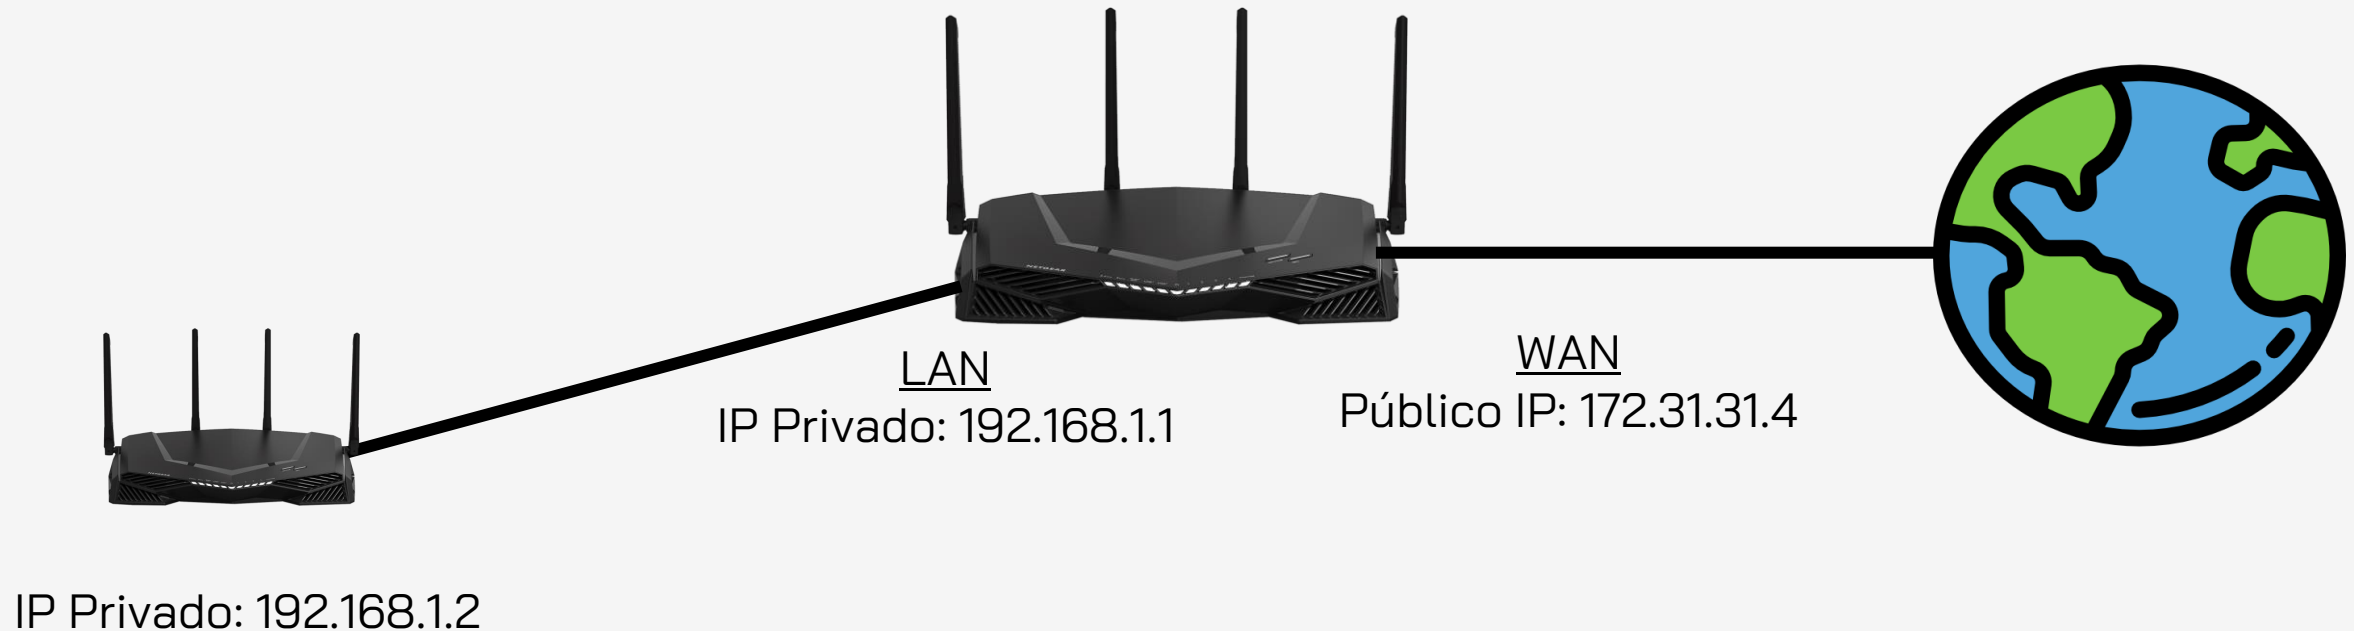 NETGEAR
LAN
IP Privado: 192.168.1.1
WAN
Público IP: 172.31.31.4
IP Privado: 192.168.1.2